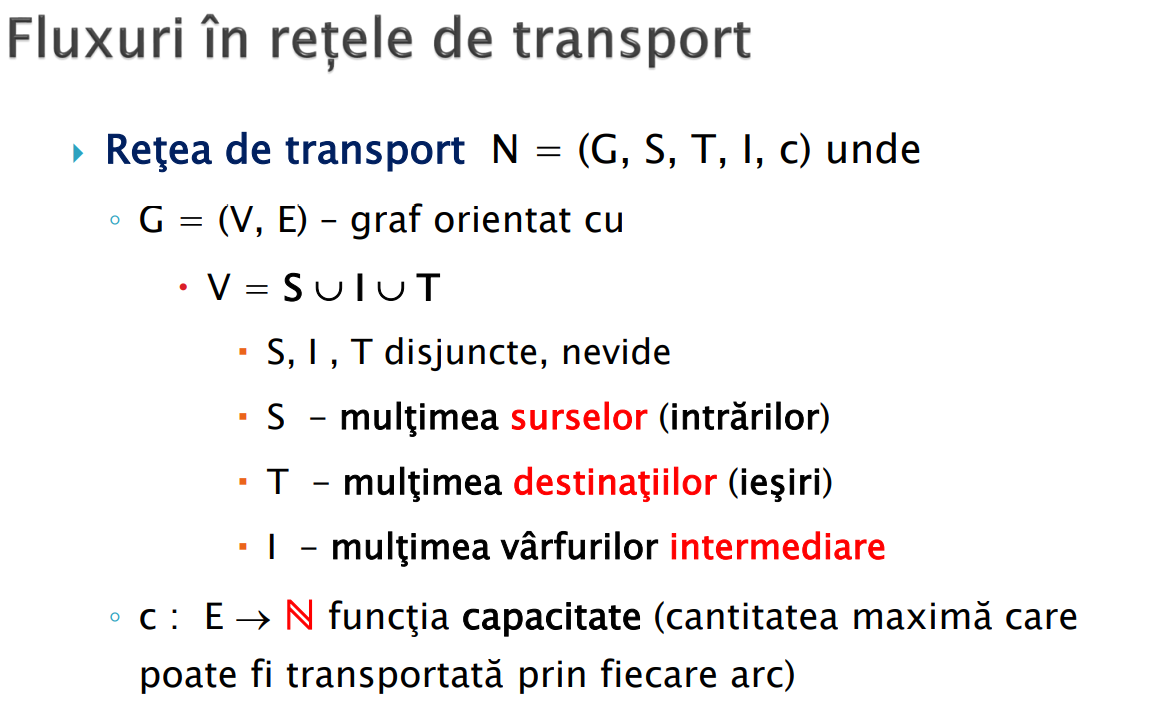 Fluxuri în rețele de transport
Reţea de transport N = (G, S, T, I, c) unde
G = (V, E) – graf orientat cu
V = S ∪ I ∪ T
S, I , T disjuncte, nevide
S – mulţimea surselor (intrărilor)
T – mulţimea destinaţiilor (ieşiri)
I – mulţimea vârfurilor intermediare
c : E → ℕ funcţia capacitate (cantitatea maximă care
poate fi transportată prin fiecare arc)